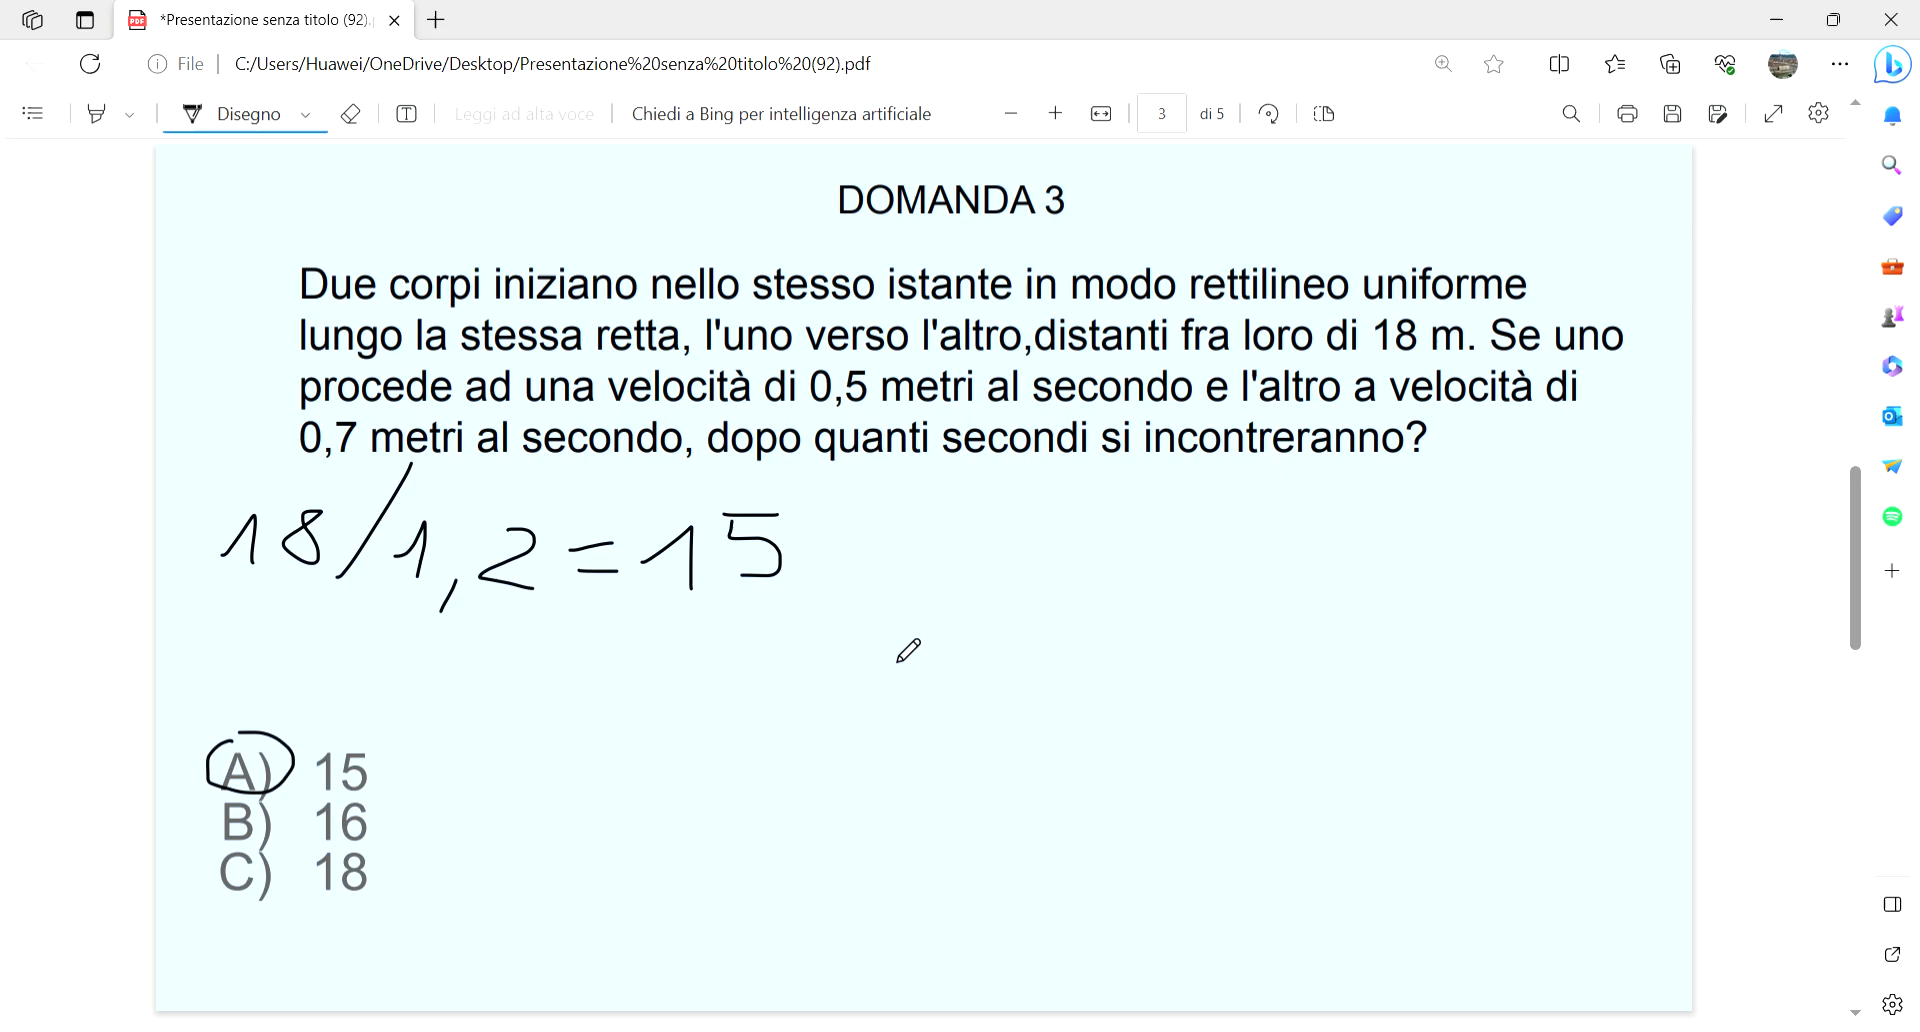 *Presentazione senza titolo (92).
File
C:/Users/Huawei/OneDrive/Desktop/Presentazione%20senza%20titolo%20(92).pdf
Disegno
Leggi ad alta voce
Chiedi a Bing per intelligenza artificiale
3
di 5
DOMANDA 3
Due corpi iniziano nello stesso istante in modo rettilineo uniforme
lungo la stessa retta, l'uno verso l'altro,distanti fra loro di 18 m. Se uno
procede ad una velocità di 0,5 metri al secondo e l'altro a velocità di
0,7 metri al secondo, dopo quanti secondi si incontreranno?
18/1,2=15
A) 15
B) 16
C) 18